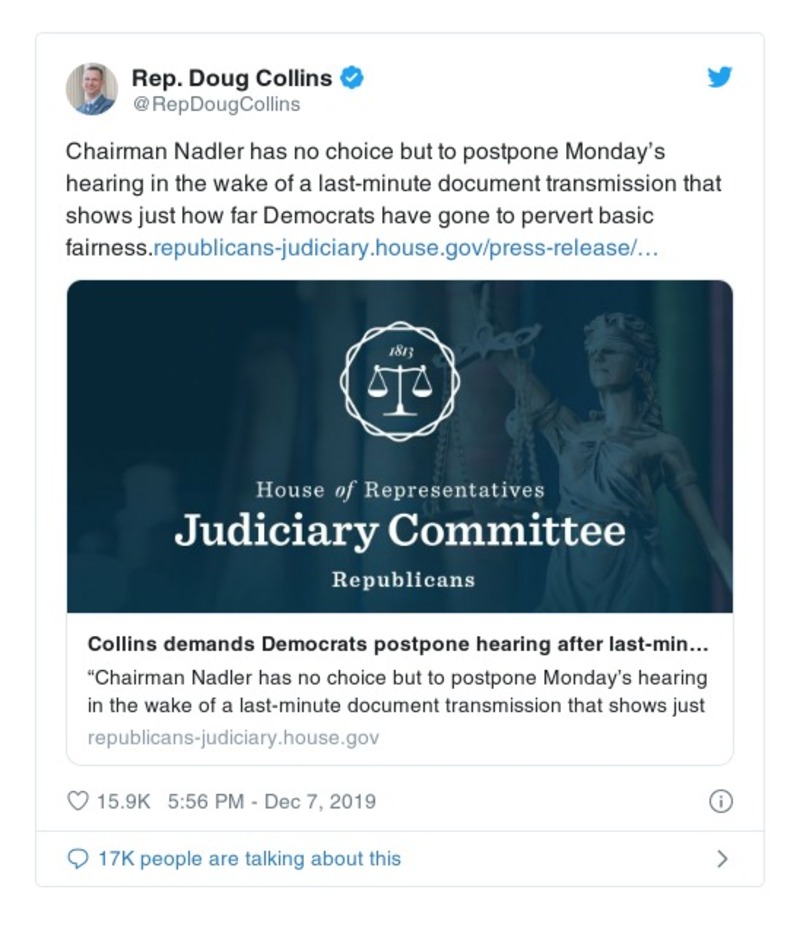 Rep. Doug Collins
@RepDougCollins
Chairman Nadler has no choice but to postpone Monday’s
hearing in the wake of a last-minute document transmission that
shows just how far Democrats have gone to pervert basic
fairness.republicans-judiciary.house.gov/press-release/…
1813
House of Representatives
Judiciary Committee
Republicans
Collins demands Democrats postpone hearing after last-min…
“Chairman Nadler has no choice but to postpone Monday’s hearing
in the wake of a last-minute document transmission that shows just
republicans-judiciary.house.gov
15.9K 5:56 PM - Dec 7, 2019
17K people are talking about this